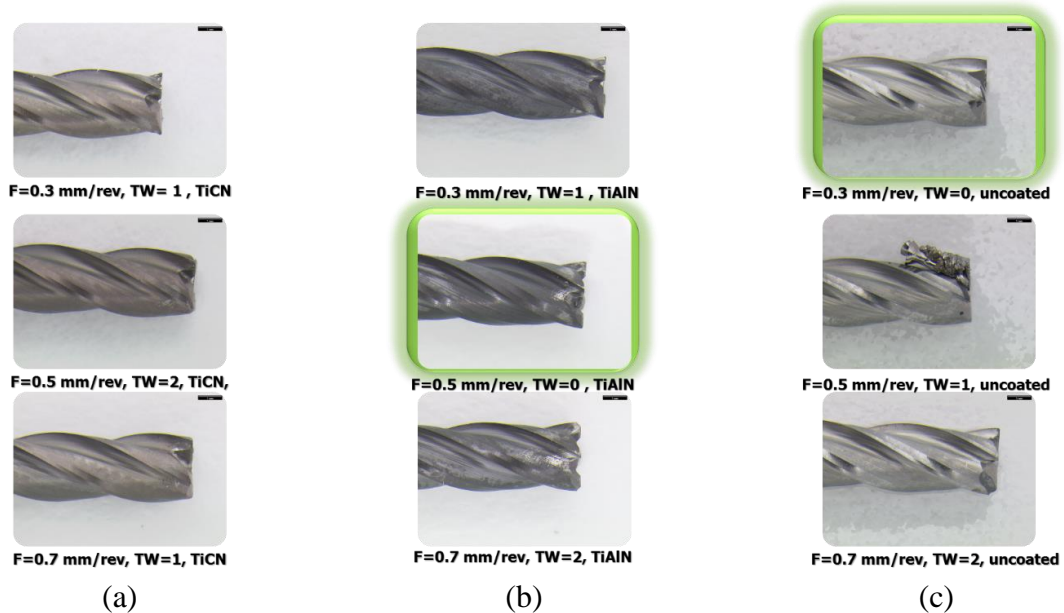 F=0.3 mm/rev, TW= 1 , TiCN
F=0.3 mm/rev, TW=1 , TiAlN
F=0.3 mm/rev, TW=0, uncoated
F=0.5 mm/rev, TW=2, TiCN,
F=0.5 mm/rev, TW=0 , TiAlN
F=0.5 mm/rev, TW=1, uncoated
F=0.7 mm/rev, TW=1, TiCN
F=0.7 mm/rev, TW=2, TiAlN
F=0.7 mm/rev, TW=2, uncoated
(a)
(b)
(c)